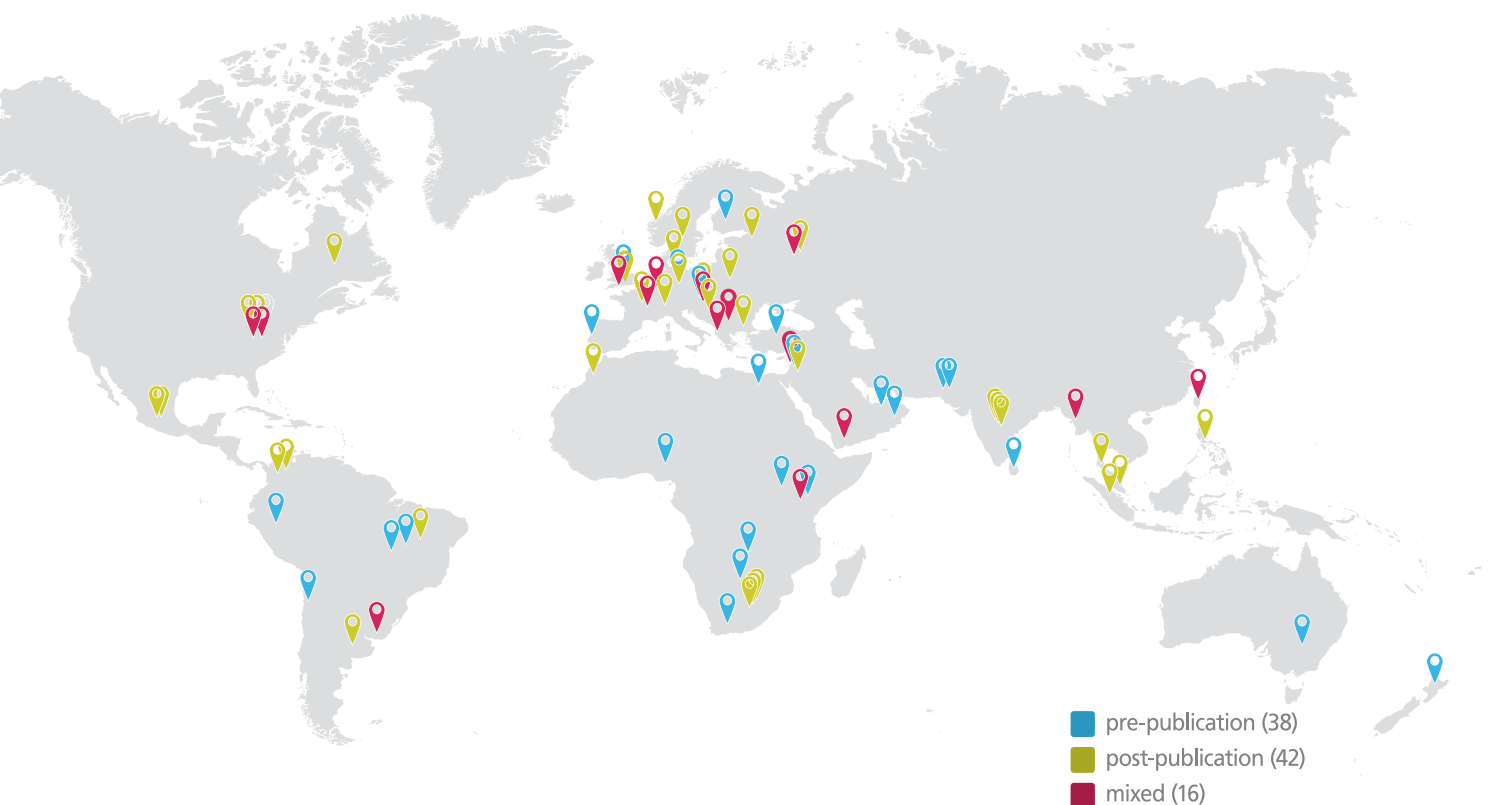 pre-publication (38)
post-publication (42)
mixed (16)